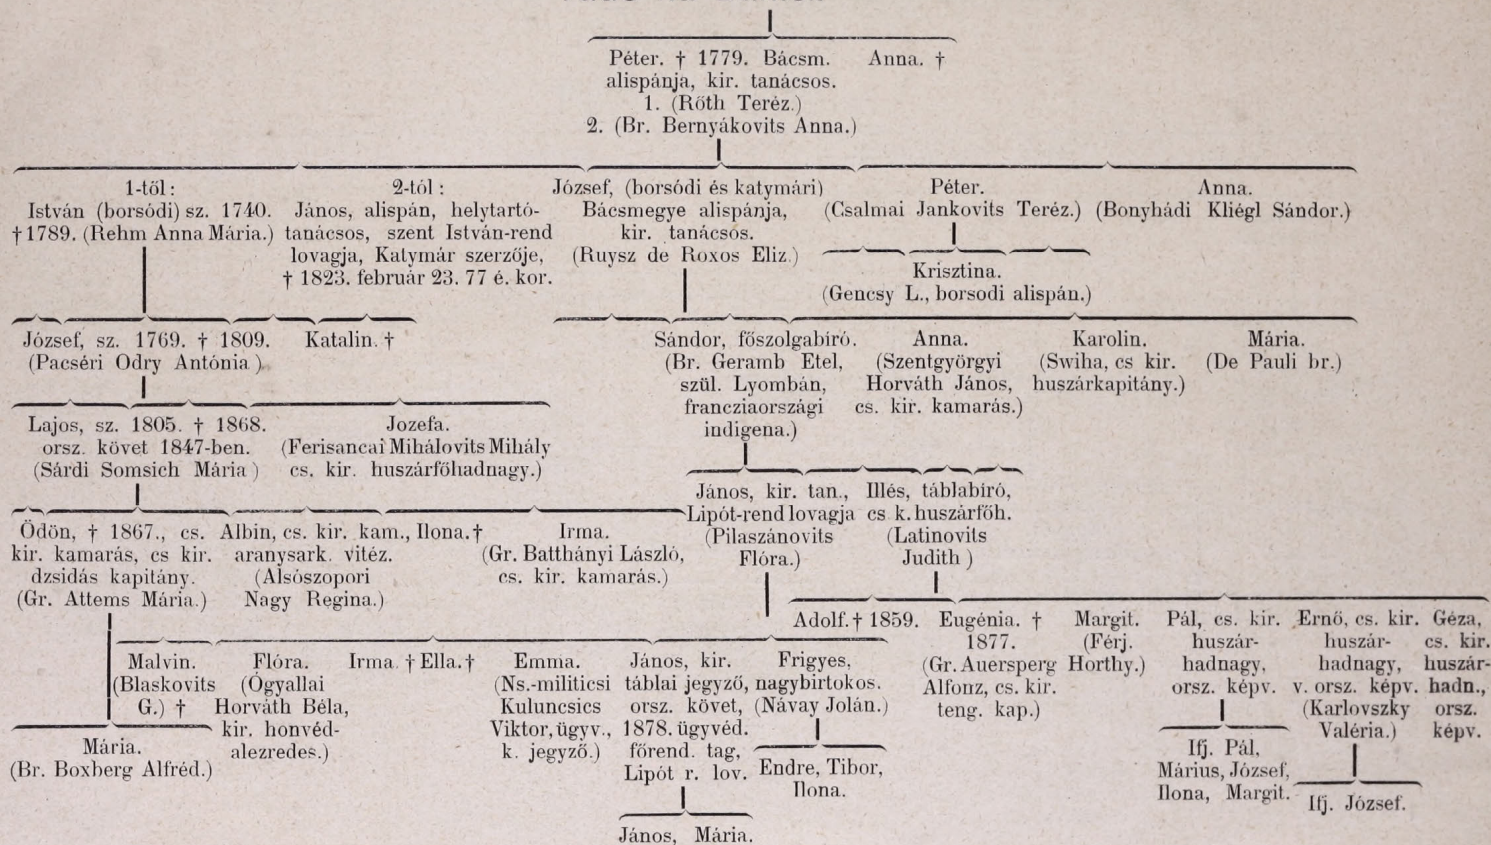 Péter. † 1779. Bácsm.
alispánja, kir. tanácsos.
1. (Rőth Teréz.)
2. (Br. Bernyákovits Anna.)
Anna. †
1-től:
István (borsódi) sz. 1740.
† 1789. (Rehm Anna Mária.)
2-tól :
János, alispán, helytartó-
tanácsos, szent István-rend
lovagja, Katymár szerzője,
† 1823. február 23. 77 é. kor.
József, (borsódi és katymári)
Bácsmegye alispánja,
kir. tanácsos.
(Ruysz de Roxos Eliz.)
Péter.
(Csalmai Jankovits Teréz.)
Anna.
(Bonyhádi Kliégl Sándor.)
Krisztina.
(Gencsy L., borsodi alispán.)
József, sz. 1769. † 1809.
(Pacséri Odry Antónia)
Katalin. †
Sándor, főszolgabíró.
(Br. Geramb Etel,
szül. Lyombán,
francziaországi
indigena.)
Anna.
(Szentgyörgyi
Horváth János,
cs. kir. kamarás.)
Karolin.
(Swiha, cs kir.
huszárkapitány.)
Mária.
(De Pauli br.)
Lajos, sz. 1805. † 1868.
orsz. követ 1847-ben.
(Sárdi Somsich Mária)
Jozefa.
(Ferisancai Mihálovits Mihály
cs. kir. huszárfőhadnagy.)
János, kir. tan.,
Lipót-rend lovagja
(Pilaszánovits
Flóra.)
Illés, táblabíró,
cs k. huszárfőh.
(Latinovits
Judith)
Ödön, † 1867., cs.
kir. kamarás, cs kir.
dzsidás kapitány.
(Gr. Attems Mária.)
Albin, cs. kir. kam.,
aranysark. vitéz.
(Alsószopori
Nagy Regina.)
Ilona. †
Irma.
(Gr. Batthányi László,
cs. kir. kamarás.)
Adolf. † 1859.
Eugénia. †
1877.
(Gr. Auersperg
Alfonz, cs. kir.
teng. kap.)
Margit.
(Férj.
Horthy.)
Pál, cs. kir.
huszár-
hadnagy,
orsz. képv.
Ernő, cs. kir.
huszár-
hadnagy,
v. orsz. képv.
(Karlovszky
Valéria.)
Géza,
cs. kir.
huszár-
hadn.,
orsz.
képv.
Malvin.
(Blaskovits
G.) †
Flóra.
(Ógyallai
Horváth Béla,
kir. honvéd-
alezredes.)
Irma. †
Ella. †
Emma.
(Ns.-militicsi
Kuluncsics
Viktor, ügyv.,
k. jegyző.)
János, kir.
táblai jegyző,
orsz. követ,
1878. ügyvéd.
főrend. tag,
Lipót r. lov.
Frigyes,
nagybirtokos.
(Návay Jolán.)
Mária.
(Br. Boxberg Alfréd.)
Endre, Tibor,
Ilona.
Ifj. Pál,
Márius, József,
Ilona, Margit.
Ifj. József.
János, Mária.